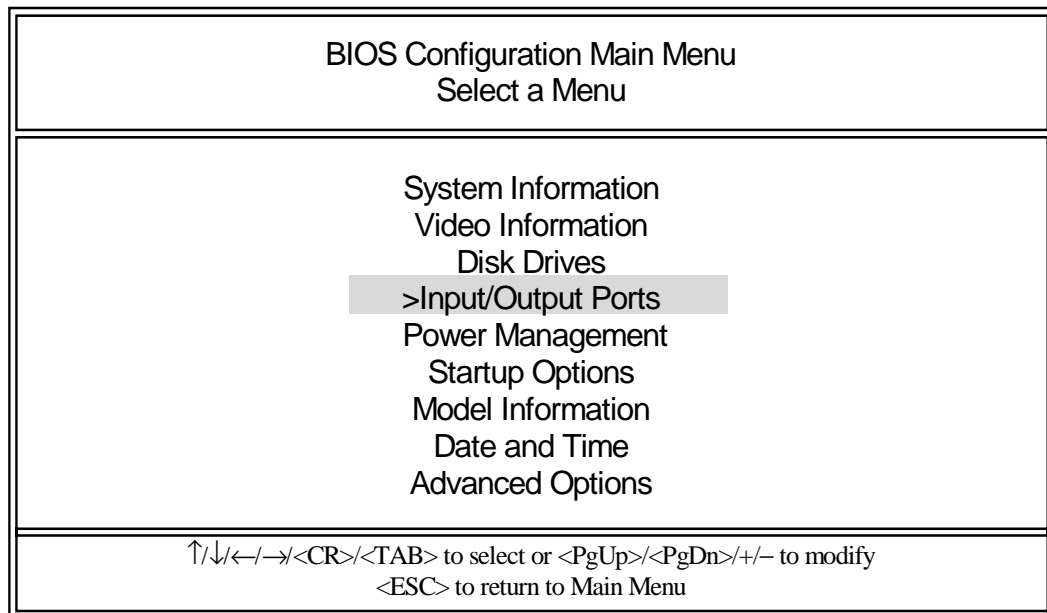 BIOS Configuration Main Menu
Select a Menu
System Information
Video Information
Disk Drives
>Input/Output Ports
Power Management
Startup Options
Model Information
Date and Time
Advanced Options
↑/↓/←/→/<CR>/<TAB> to select or <PgUp>/<PgDn>/+/− to modify
<ESC> to return to Main Menu